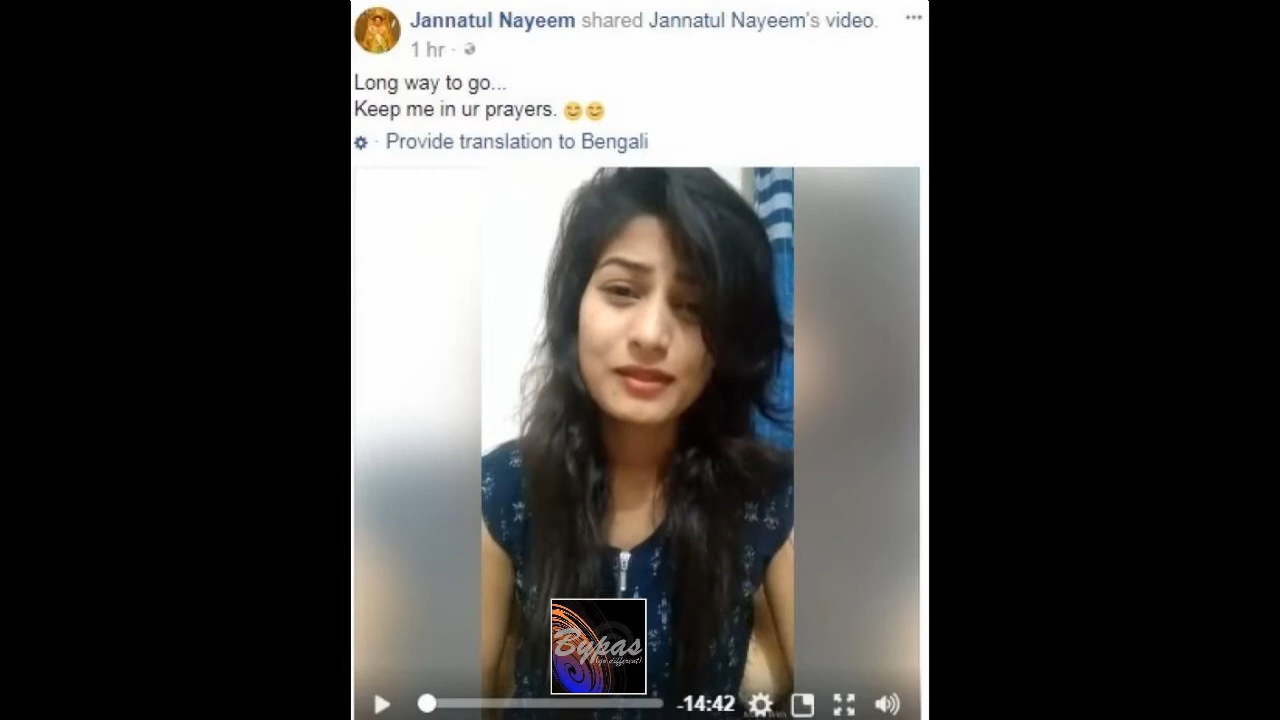 Jannatul Nayeem shared Jannatul Nayeem's video.
1 hr ·
Long way to go...
Keep me in ur prayers. 😊😊
· Provide translation to Bengali
Bypas
-14:42